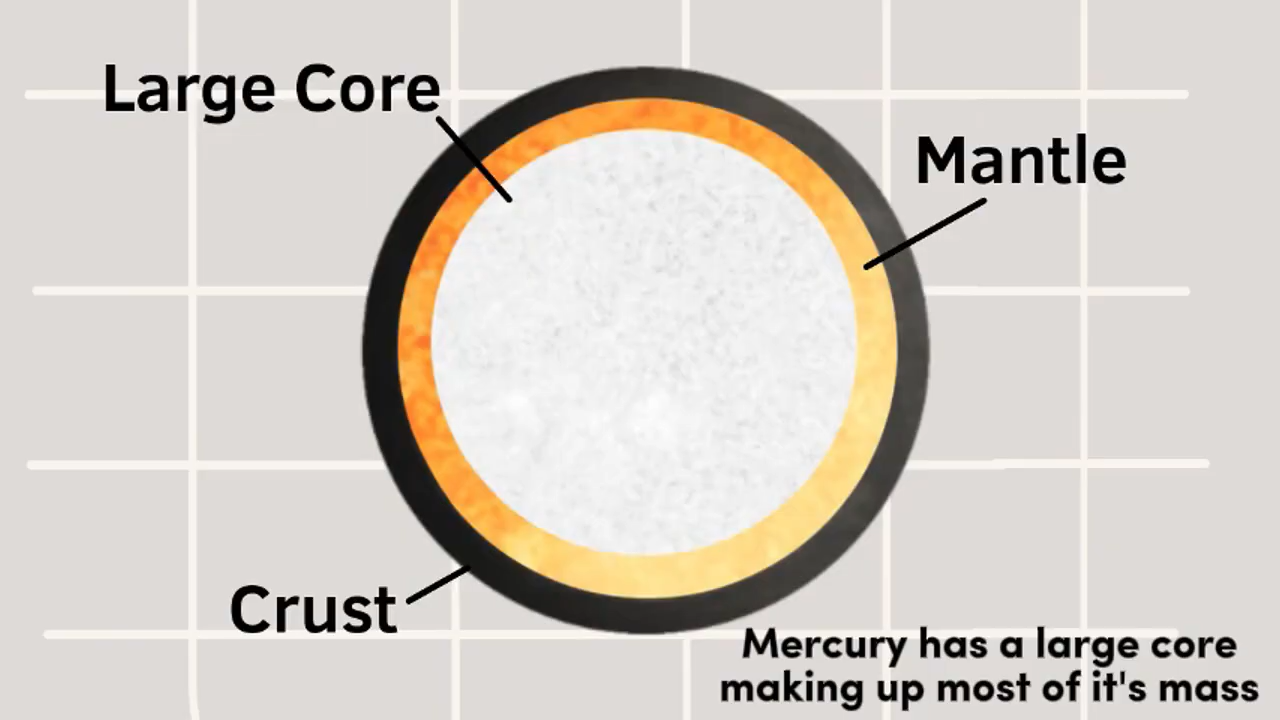 Large Core
Mantle
Crust
Mercury has a large core
making up most of it's mass